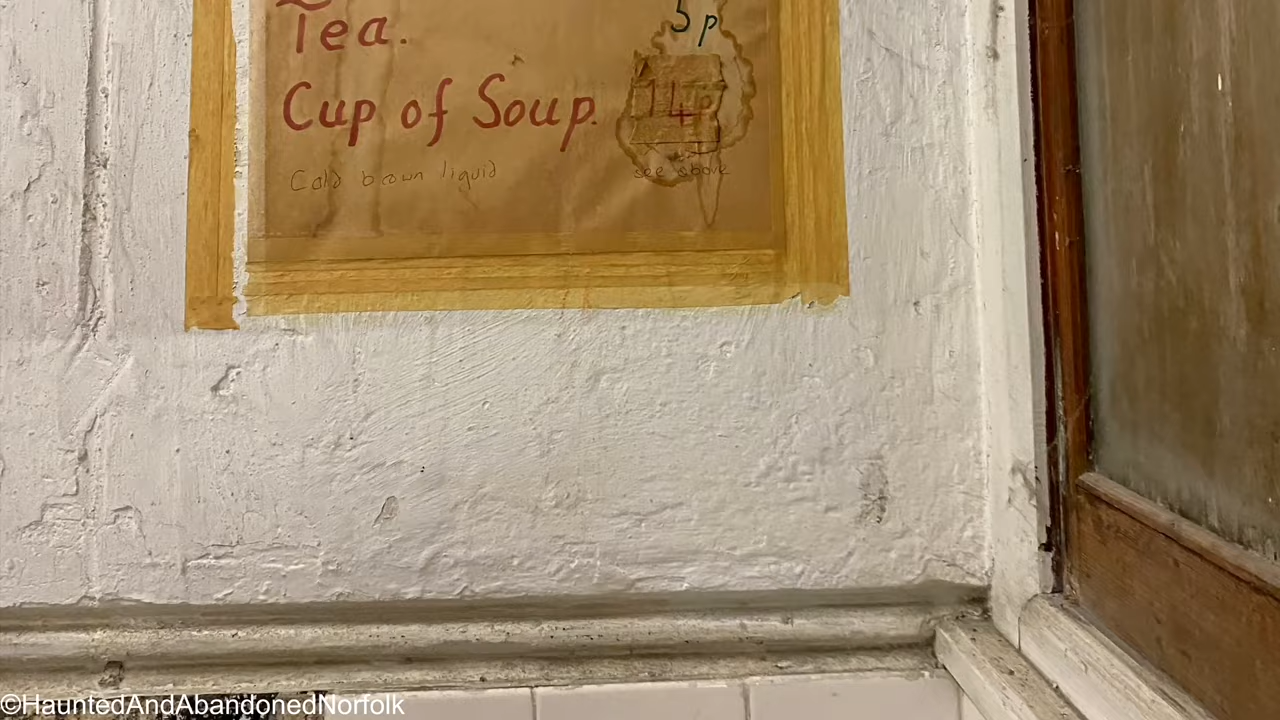 Tea. 5p
Cup of Soup. 14p
Cold brown liquid see above
©HauntedAndAbandonedNorfolk